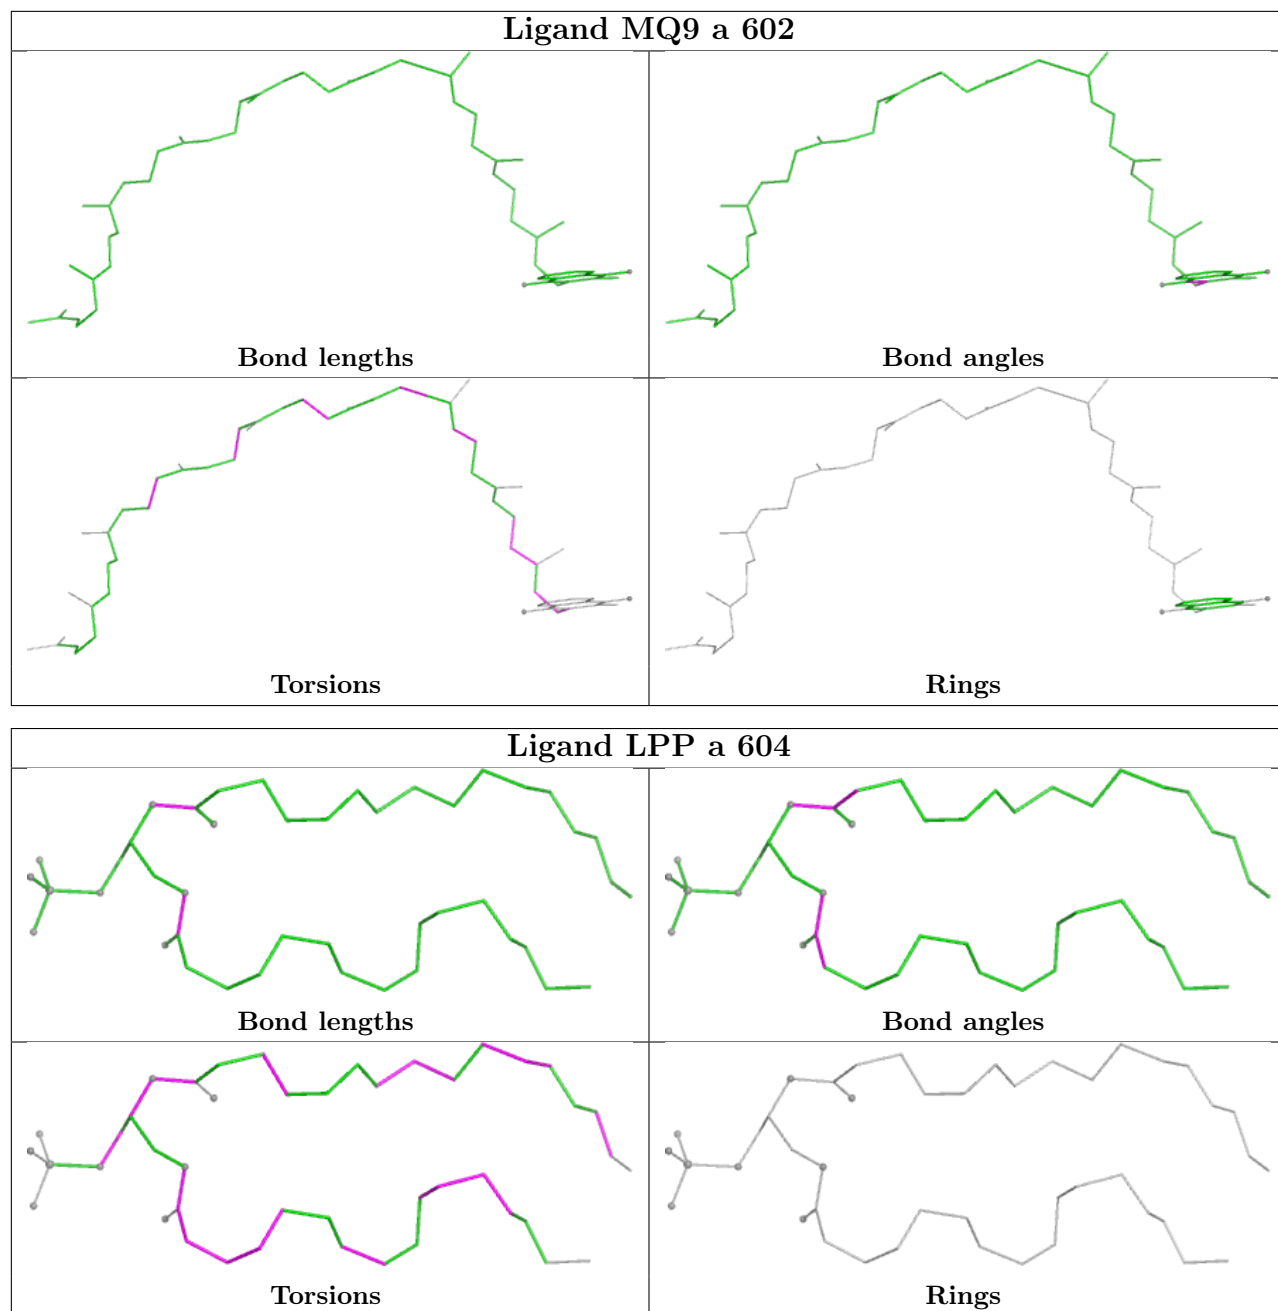 Ligand MQ9 a 602
Bond lengths
Bond angles
Torsions
Rings
Ligand LPP a 604
Bond lengths
Bond angles
Torsions
Rings